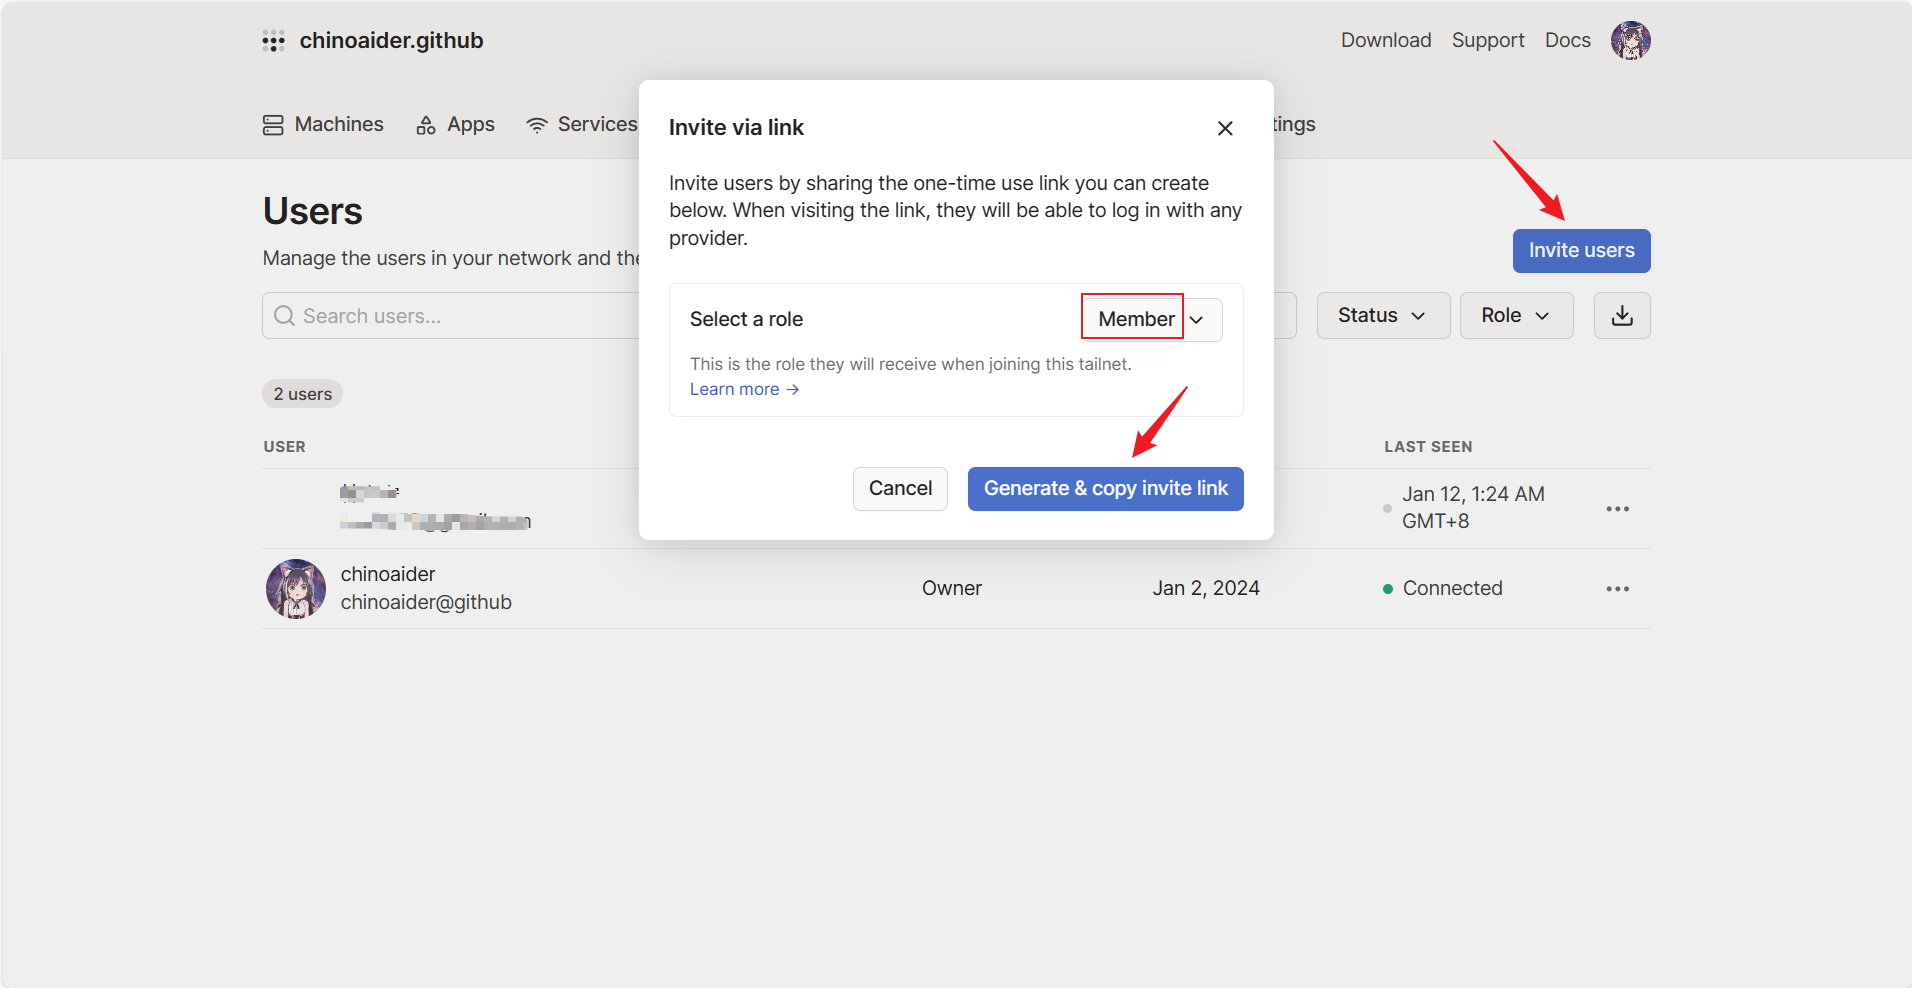 chinoaider.github
Download Support Docs
Machines Apps Services
tings
Invite via link
Invite users by sharing the one-time use link you can create
below. When visiting the link, they will be able to log in with any
provider.
Users
Manage the users in your network and
Invite users
Search users...
Status
Role
Select a role
Member
This is the role they will receive when joining this tailnet.
Learn more →
2 users
Cancel
Generate & copy invite link
USER
LAST SEEN
Jan 12, 1:24 AM
GMT+8
chinoaider
chinoaider@github
Owner
Jan 2, 2024
Connected